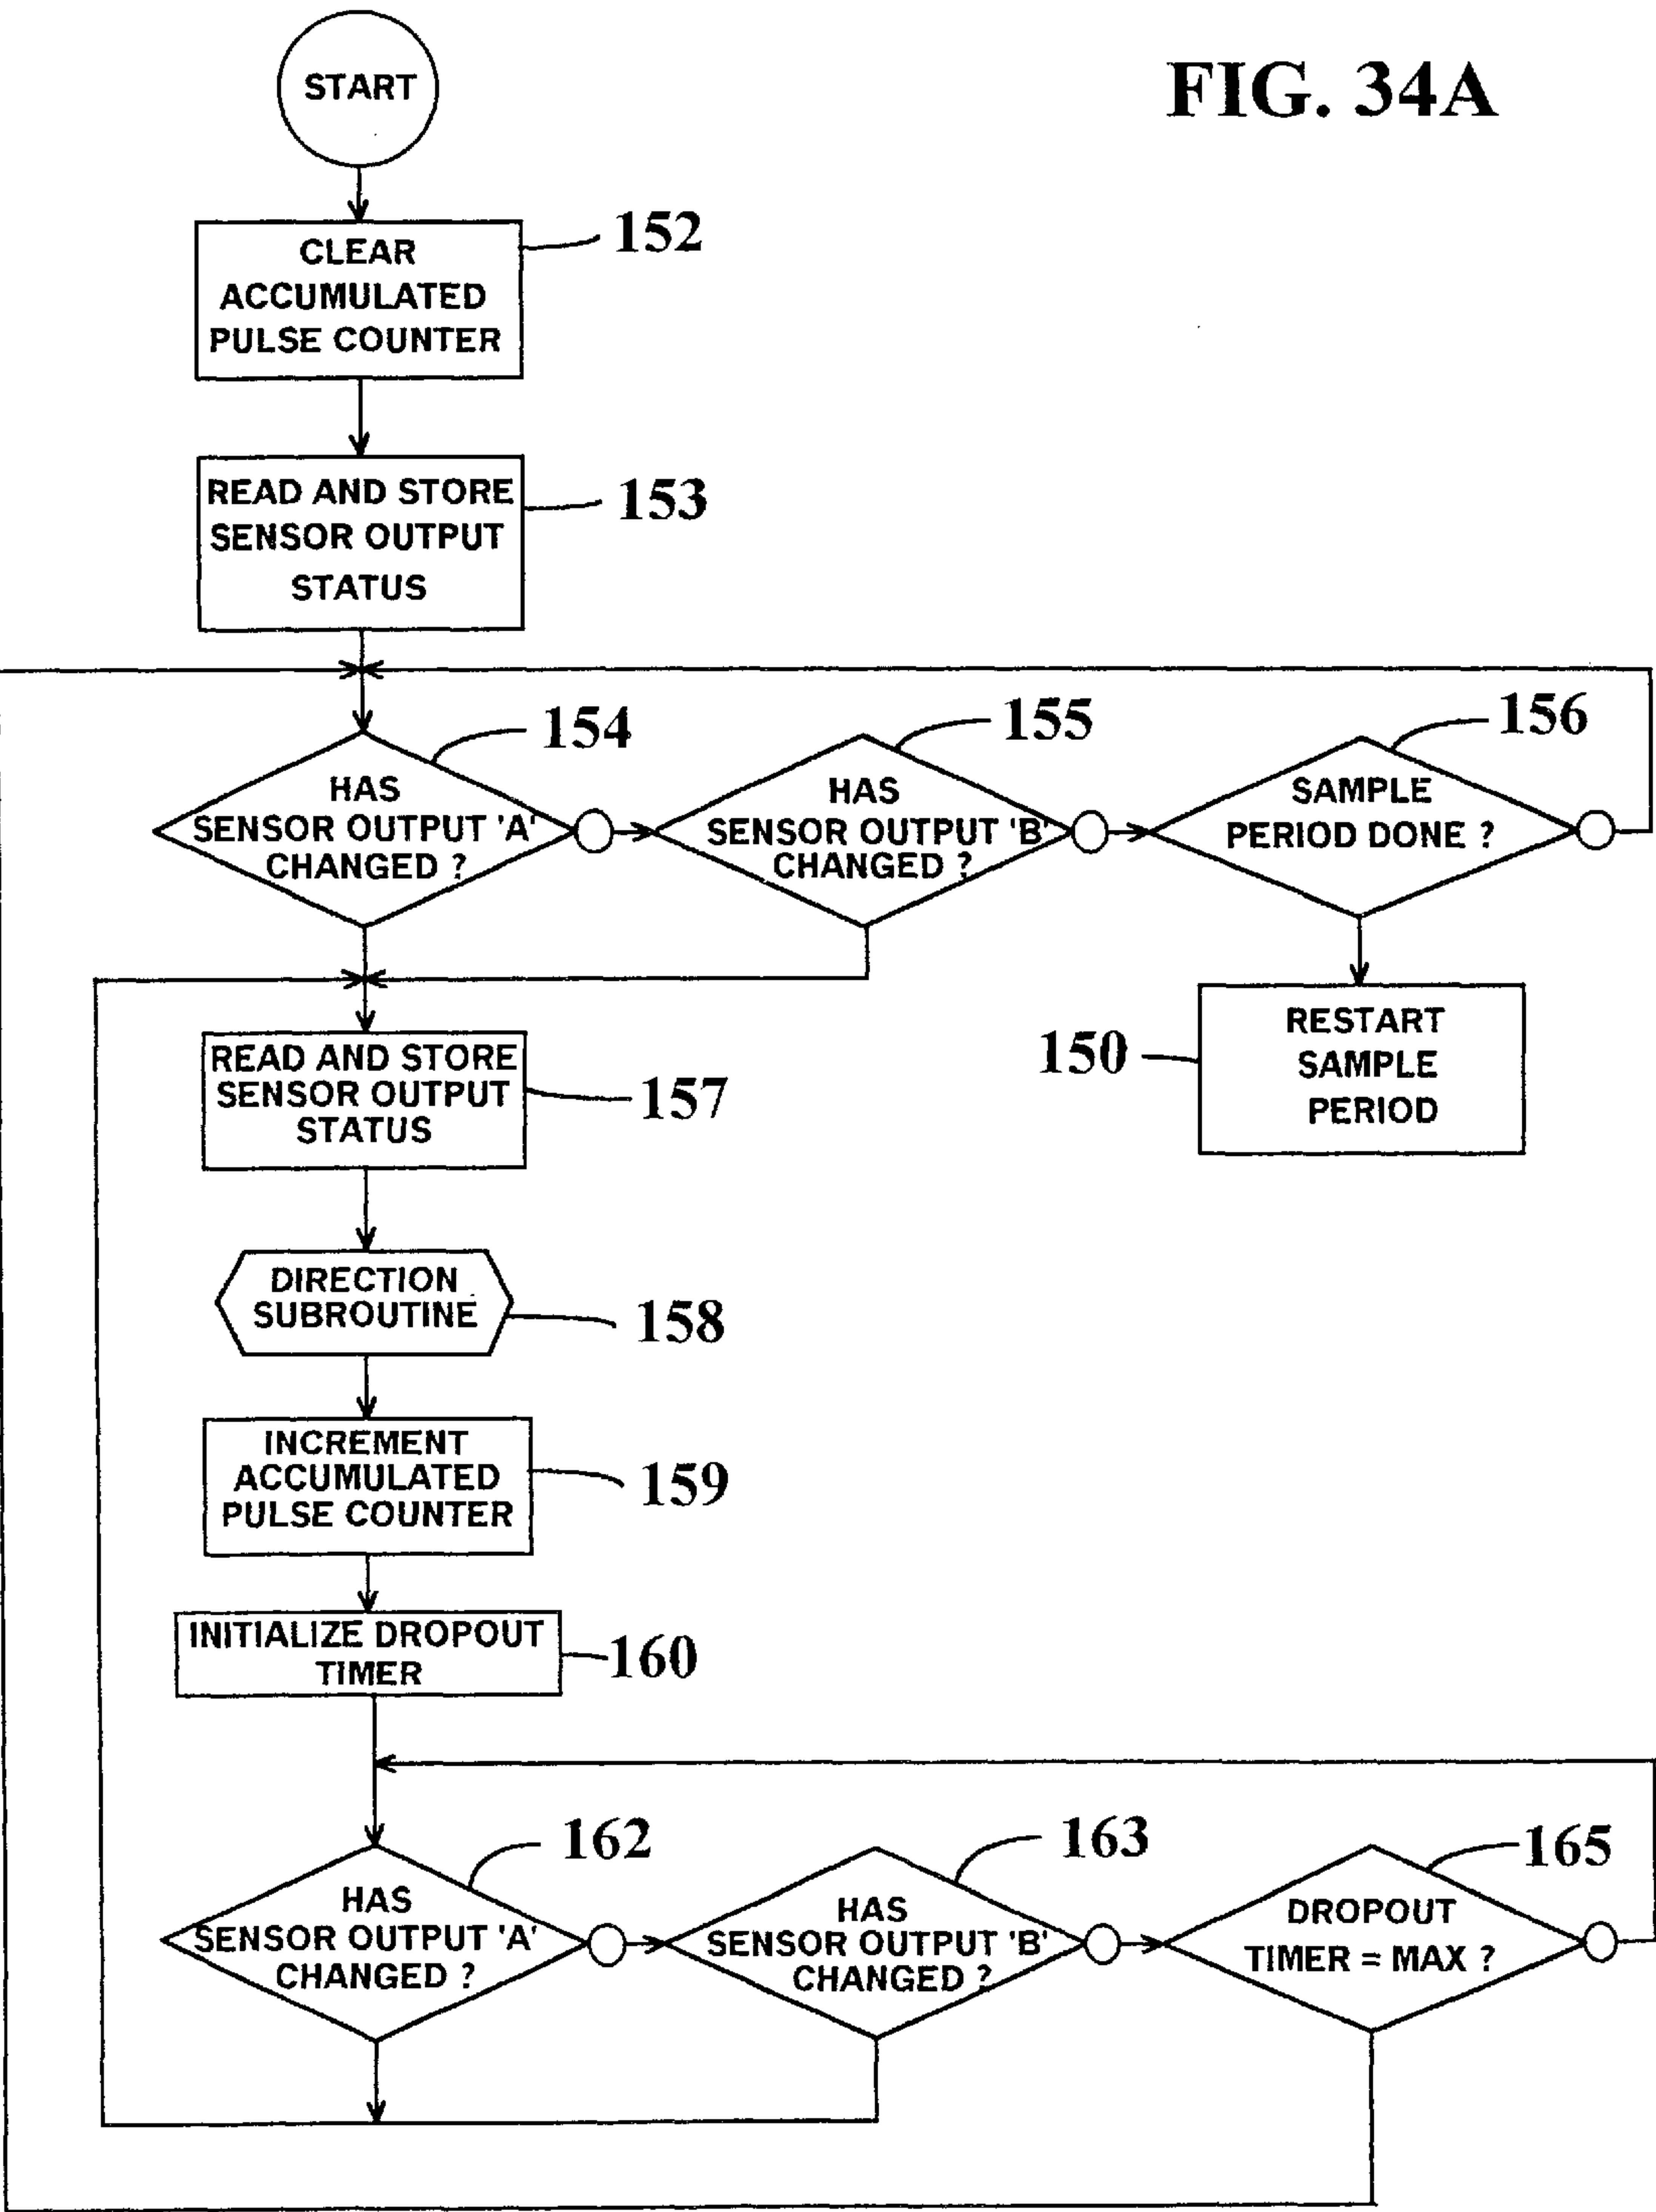 FIG. 34A
START
CLEAR
ACCUMULATED
PULSE COUNTER
152
READ AND STORE
SENSOR OUTPUT
STATUS
153
154
HAS
SENSOR OUTPUT 'A'
CHANGED ?
155
HAS
SENSOR OUTPUT 'B'
CHANGED ?
156
SAMPLE
PERIOD DONE ?
150
RESTART
SAMPLE
PERIOD
READ AND STORE
SENSOR OUTPUT
STATUS
157
DIRECTION
SUBROUTINE
158
INCREMENT
ACCUMULATED
PULSE COUNTER
159
INITIALIZE DROPOUT
TIMER
160
162
HAS
SENSOR OUTPUT 'A'
CHANGED ?
163
HAS
SENSOR OUTPUT 'B'
CHANGED ?
165
DROPOUT
TIMER = MAX ?